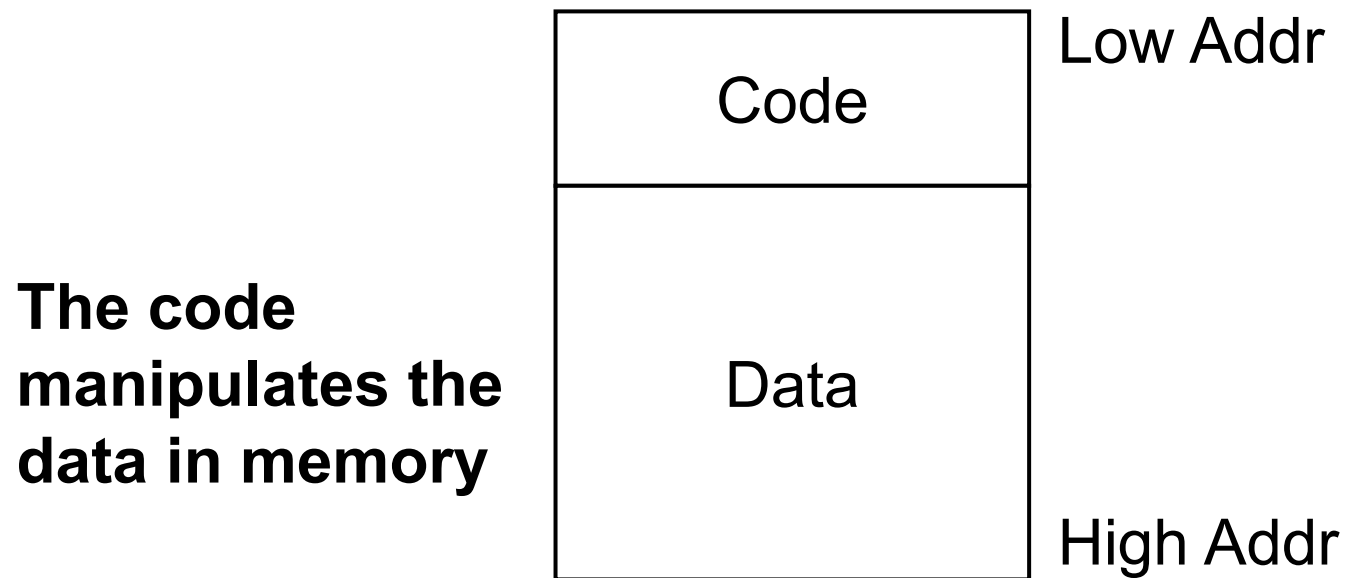 Low Addr
Code
The code
manipulates the
data in memory
Data
High Addr